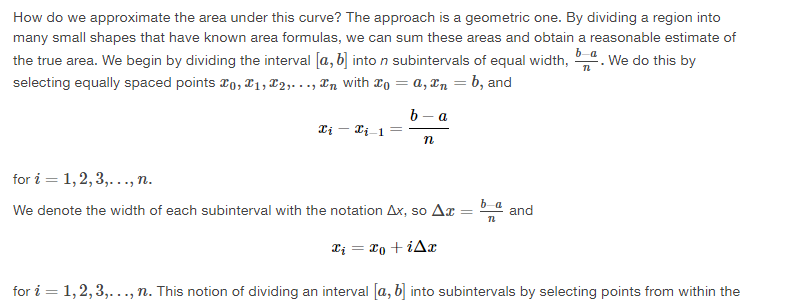 How do we approximate the area under this curve? The approach is a geometric one. By dividing a region into
many small shapes that have known area formulas, we can sum these areas and obtain a reasonable estimate of
the true area. We begin by dividing the interval [a, b] into n subintervals of equal width, \frac{b-a}{n}. We do this by
selecting equally spaced points x_0, x_1, x_2,. . ., x_n with x_0 = a, x_n = b, and
x_i − x_{i−1} = \frac{b − a}{n}
for i = 1, 2, 3,. . ., n.
We denote the width of each subinterval with the notation Δx, so Δx = \frac{b-a}{n} and
x_i = x_0 + iΔx
for i = 1, 2, 3,. . ., n. This notion of dividing an interval [a, b] into subintervals by selecting points from within the